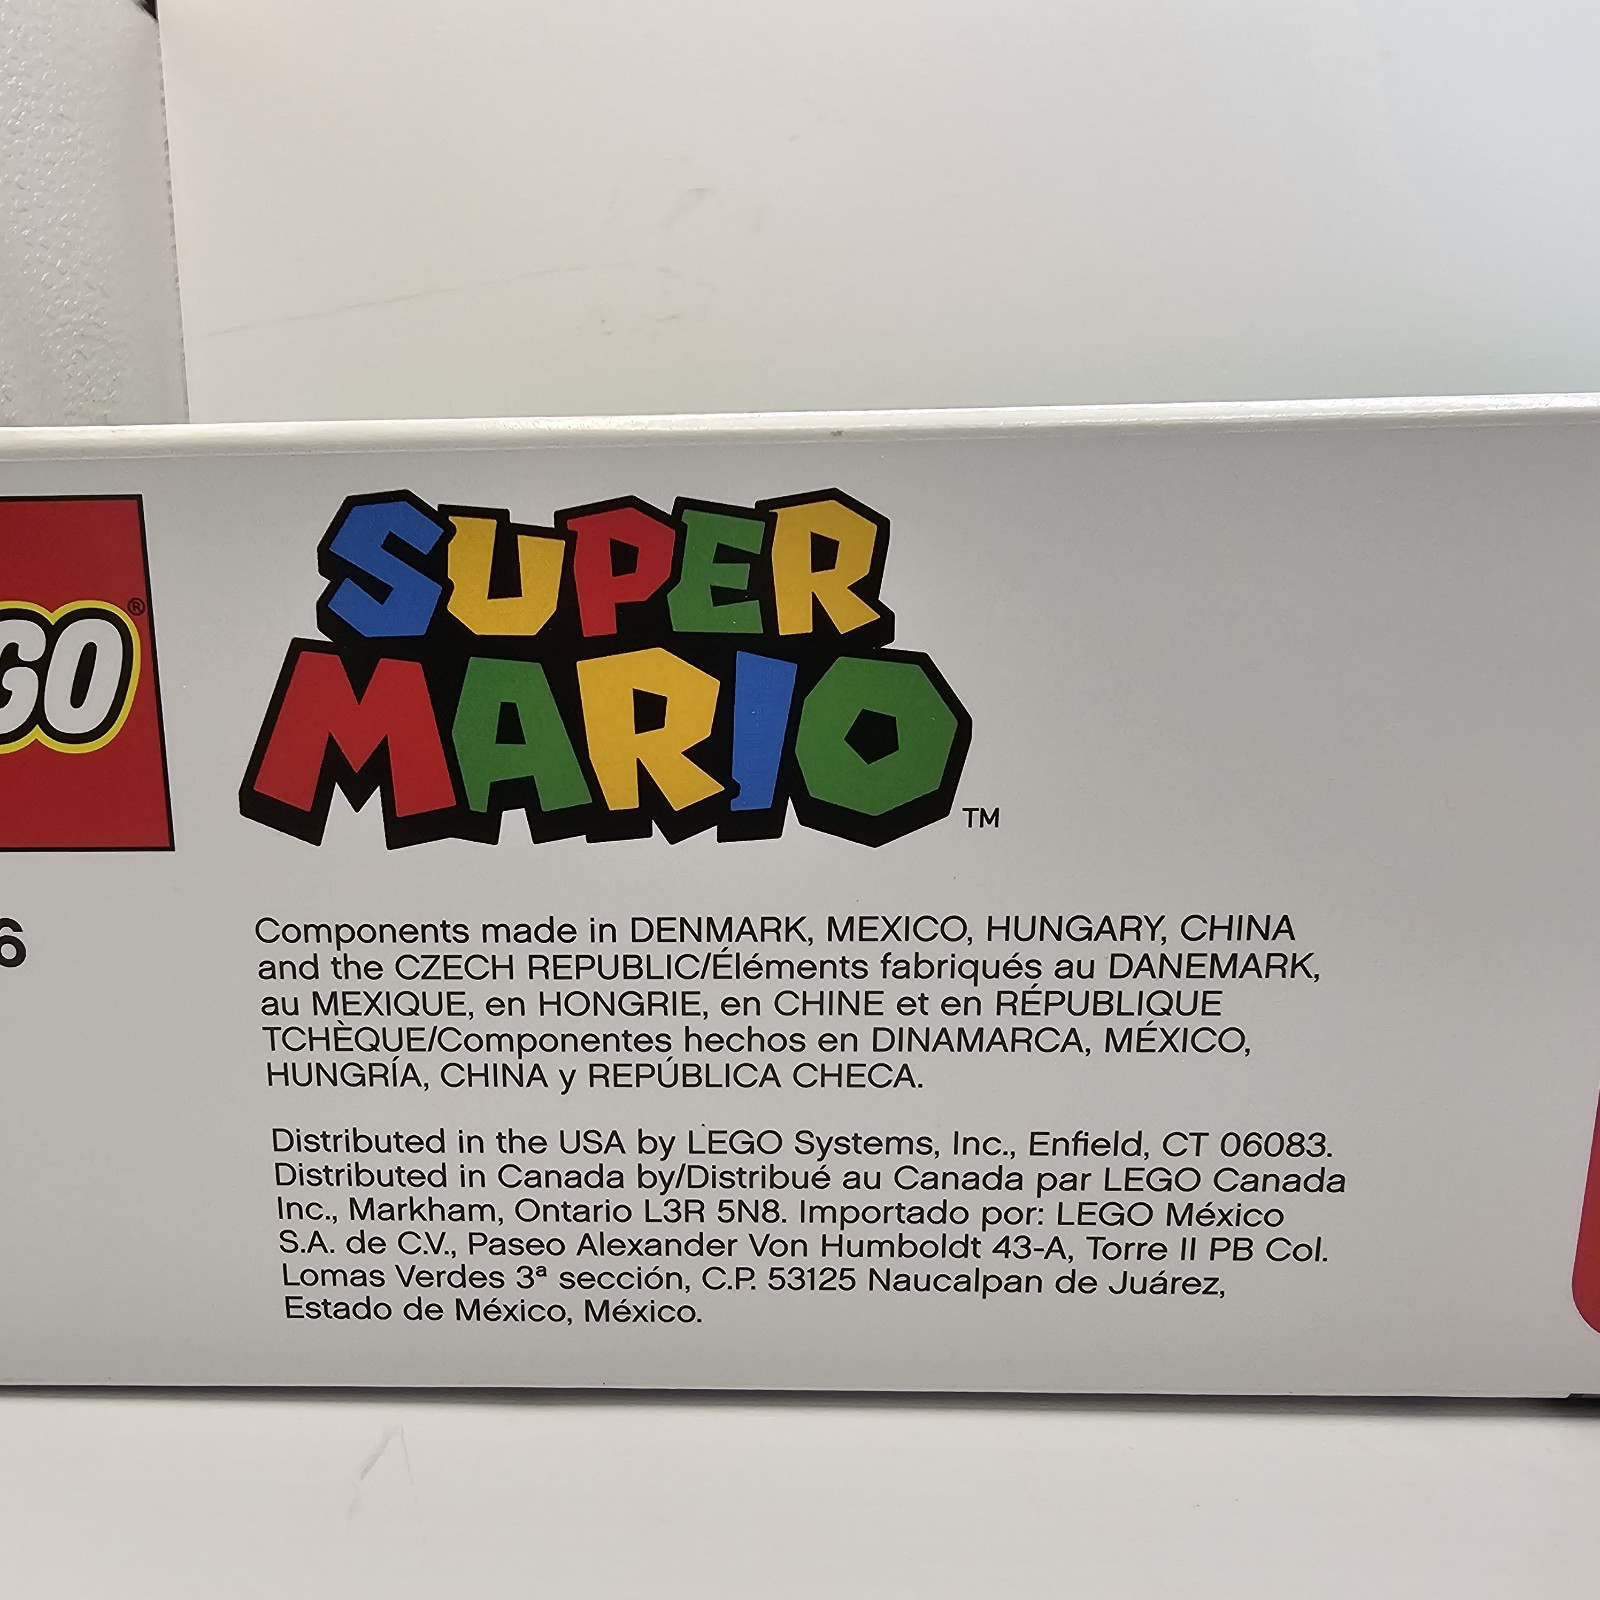 GO®
SUPER
MARIO™
6
Components made in DENMARK, MEXICO, HUNGARY, CHINA
and the CZECH REPUBLIC/Éléments fabriqués au DANEMARK,
au MEXIQUE, en HONGRIE, en CHINE et en RÉPUBLIQUE
TCHÈQUE/Componentes hechos en DINAMARCA, MÉXICO,
HUNGRÍA, CHINA y REPÚBLICA CHECA.
Distributed in the USA by LEGO Systems, Inc., Enfield, CT 06083.
Distributed in Canada by/Distribué au Canada par LEGO Canada
Inc., Markham, Ontario L3R 5N8. Importado por: LEGO México
S.A. de C.V., Paseo Alexander Von Humboldt 43-A, Torre II PB Col.
Lomas Verdes 3ª sección, C.P. 53125 Naucalpan de Juárez,
Estado de México, México.